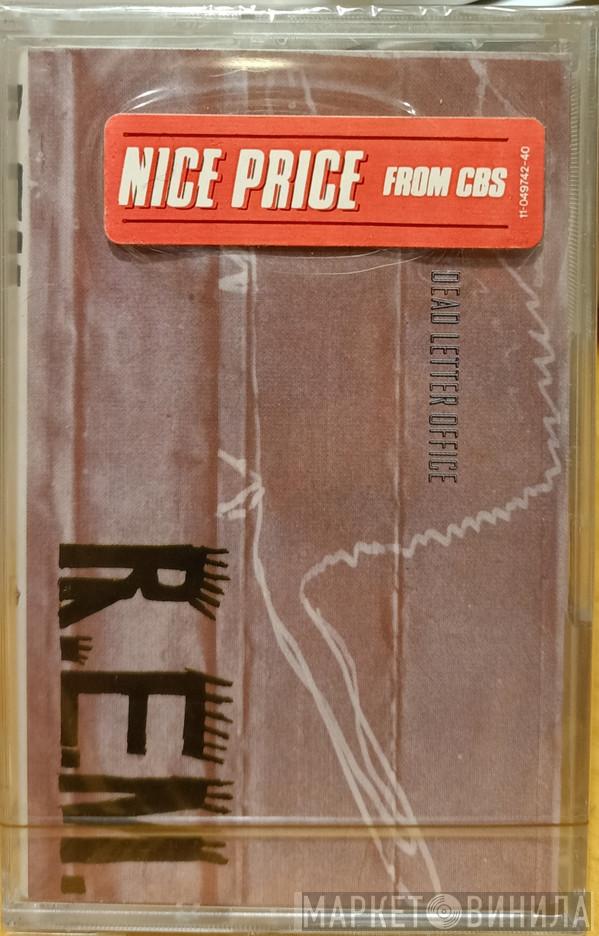 NICE PRICE FROM CBS
11-049742-40
DEAD LETTER OFFICE
R.E.M.
МАРКЕТ ВИНИЛА